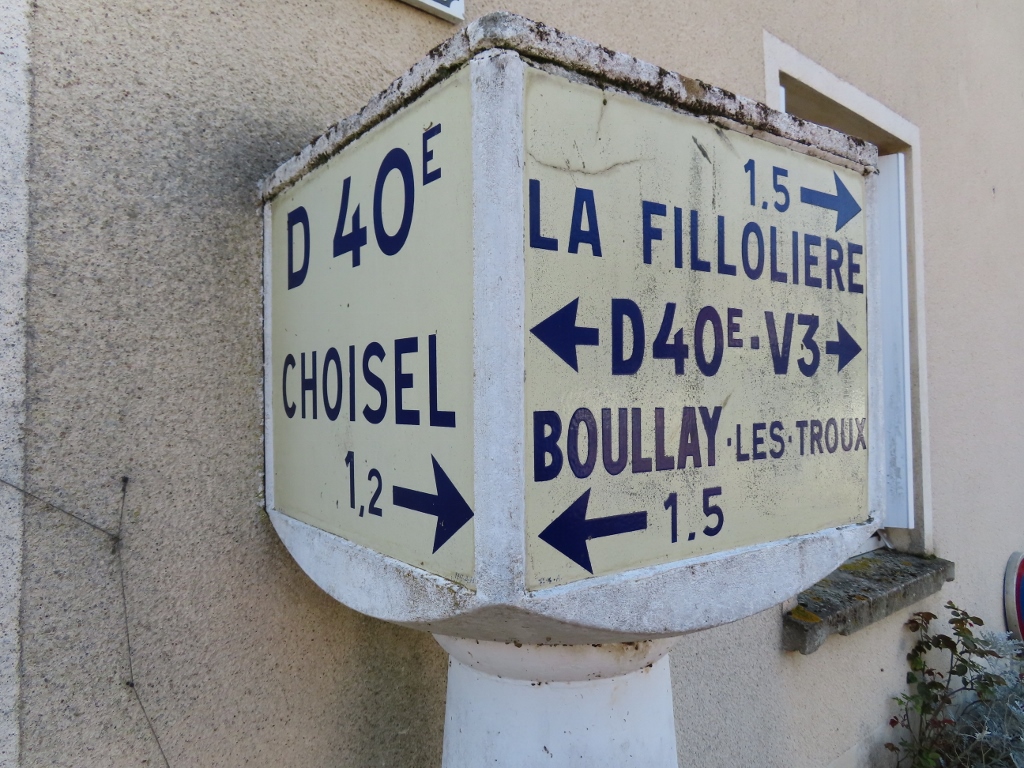 D 40E
CHOISEL
1,2
1.5
LA FILLOLIERE
D40E·V3
BOULLAY·LES·TROUX
1.5